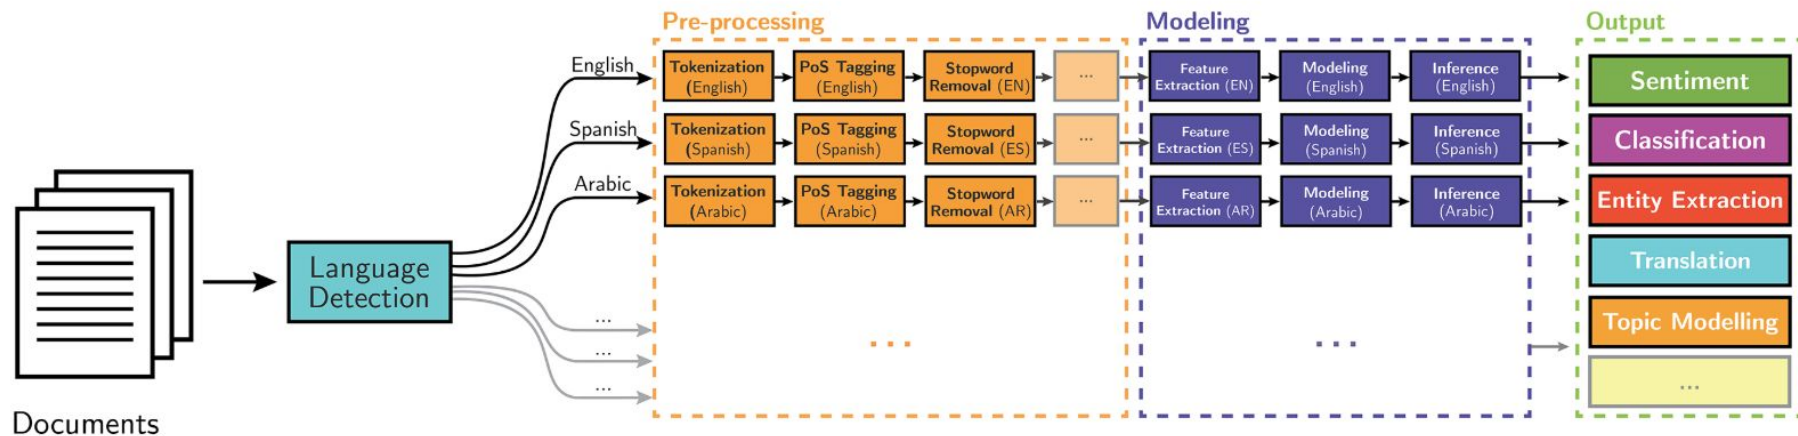 Pre-processing
Modeling
Output
English
Tokenization
(English)
PoS Tagging
(English)
Stopword
Removal (EN)
...
Feature
Extraction (EN)
Modeling
(English)
Inference
(English)
Sentiment
Spanish
Tokenization
(Spanish)
PoS Tagging
(Spanish)
Stopword
Removal (ES)
...
Feature
Extraction (ES)
Modeling
(Spanish)
Inference
(Spanish)
Classification
Arabic
Tokenization
(Arabic)
PoS Tagging
(Arabic)
Stopword
Removal (AR)
...
Feature
Extraction (AR)
Modeling
(Arabic)
Inference
(Arabic)
Entity Extraction
Language
Detection
Translation
...
...
...
...
...
Topic Modelling
...
Documents